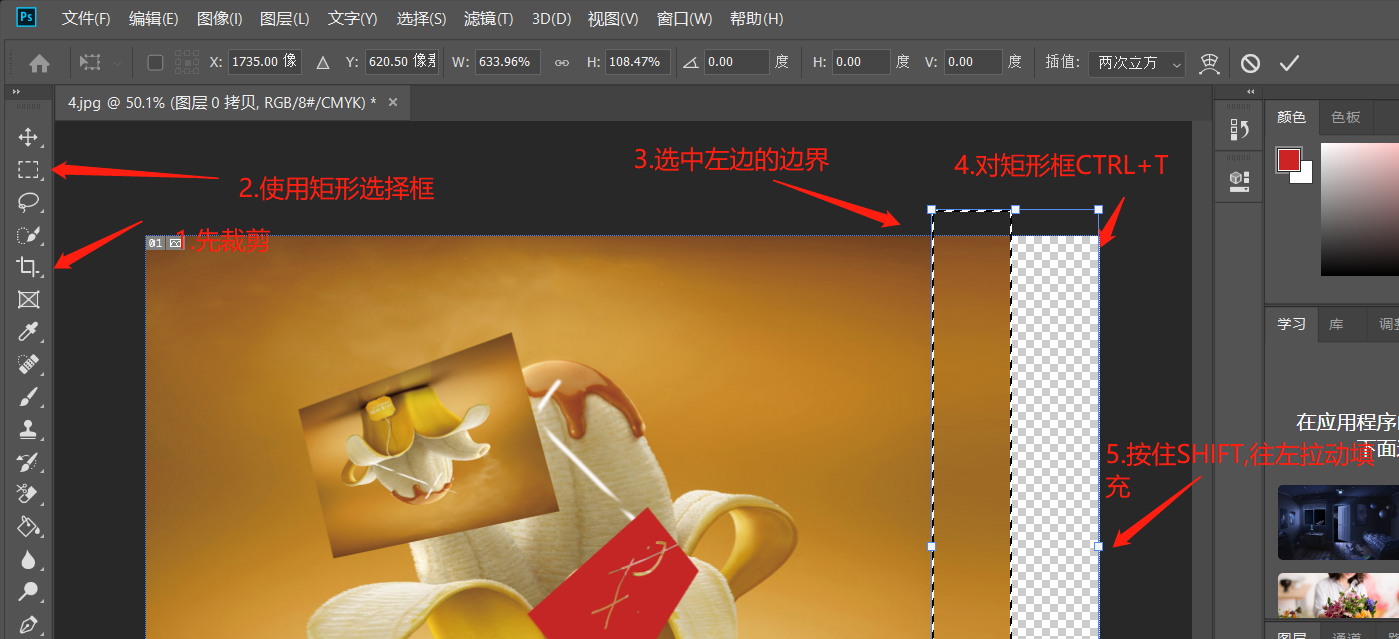 Ps 文件(F) 编辑(E) 图像(I) 图层(L) 文字(Y) 选择(S) 滤镜(T) 3D(D) 视图(V) 窗口(W) 帮助(H)
X: 1735.00 像 Y: 620.50 像素 W: 633.96% H: 108.47% 0.00 度 H: 0.00 度 V: 0.00 度 插值: 两次立方
4.jpg @ 50.1% (图层 0 拷贝, RGB/8#/CMYK) * ×
颜色 色板
3.选中左边的边界
4.对矩形框CTRL+T
2.使用矩形选择框
1.先裁剪
01
学习 库 调整
在应用程序
5.按住SHIFT,往左拉动填
充
图层 通道